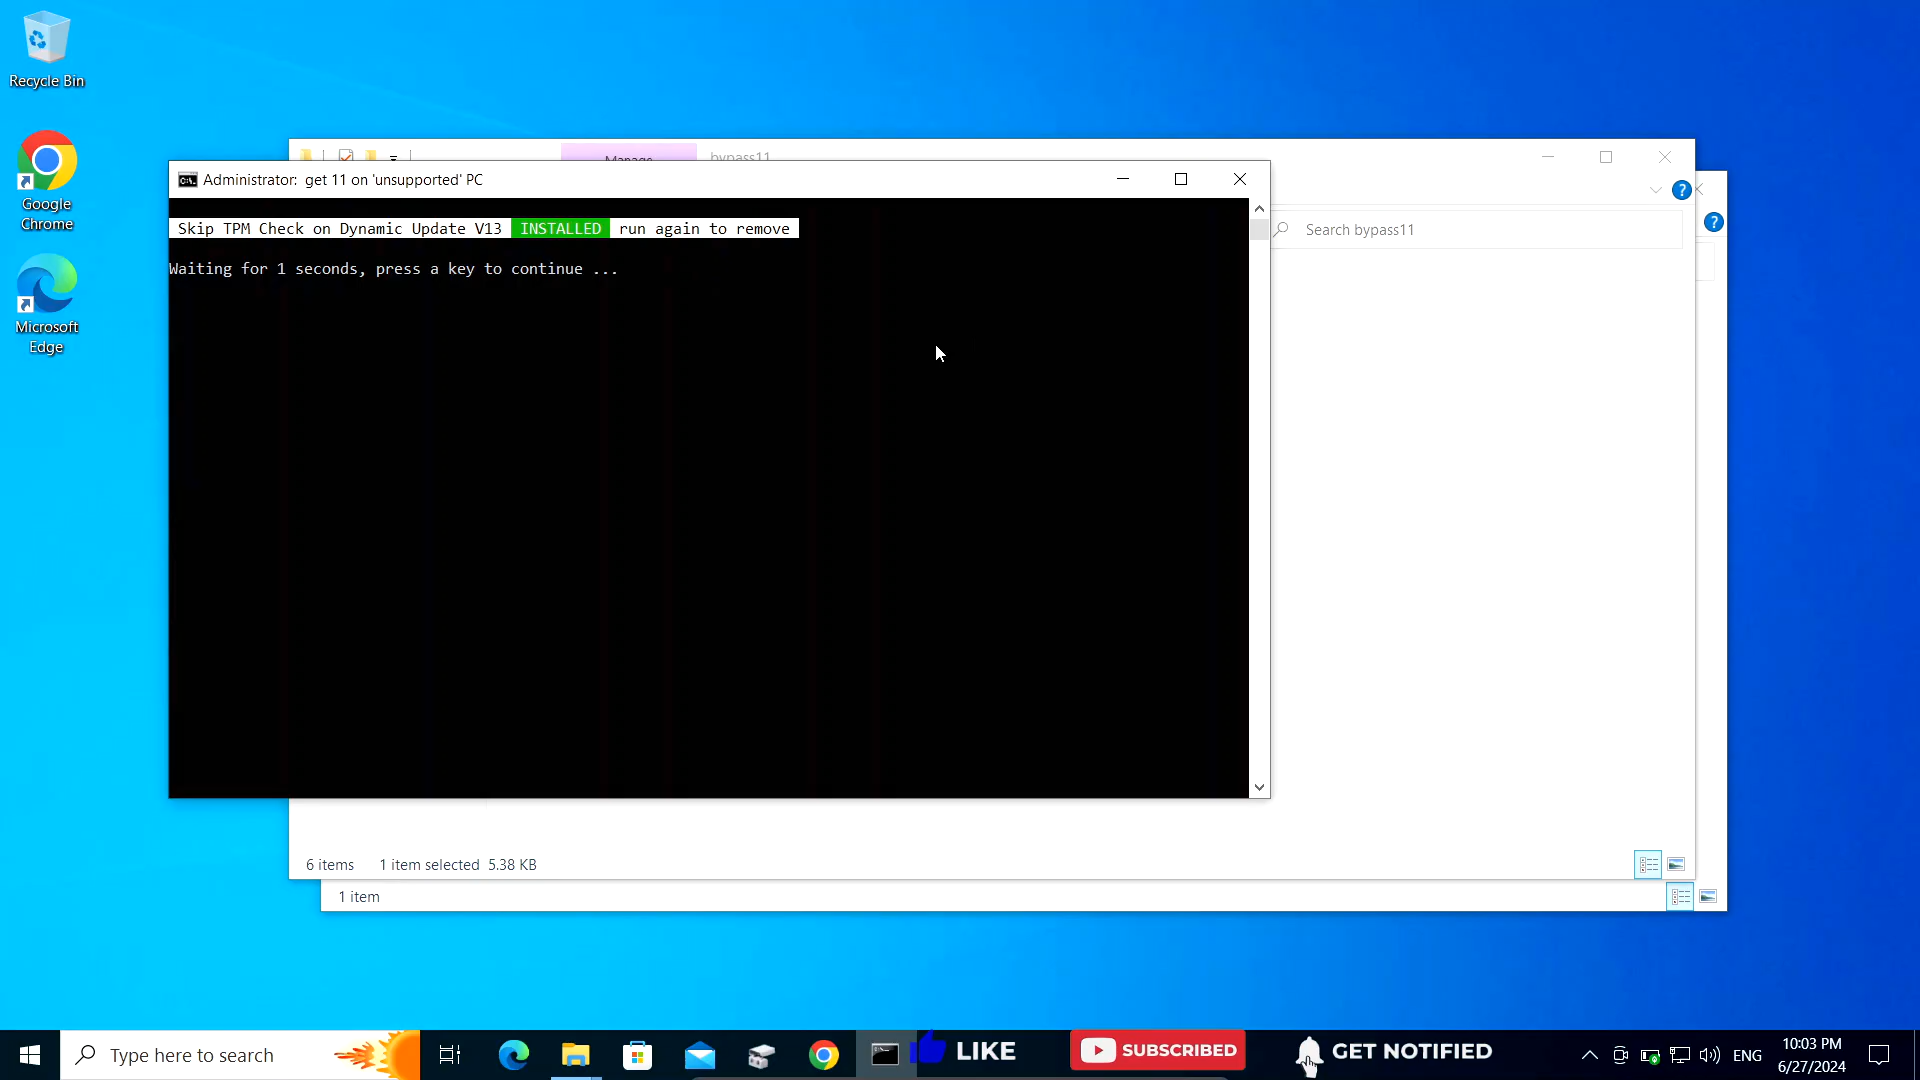 Recycle Bin
Google
Chrome
Microsoft
Edge
Manage
bypass11
Administrator:  get 11 on 'unsupported' PC
Skip TPM Check on Dynamic Update V13 INSTALLED run again to remove
Waiting for 1 seconds, press a key to continue ...
Search bypass11
6 items
1 item selected 5.38 KB
1 item
Type here to search
LIKE
SUBSCRIBED
GET NOTIFIED
ENG
10:03 PM
6/27/2024